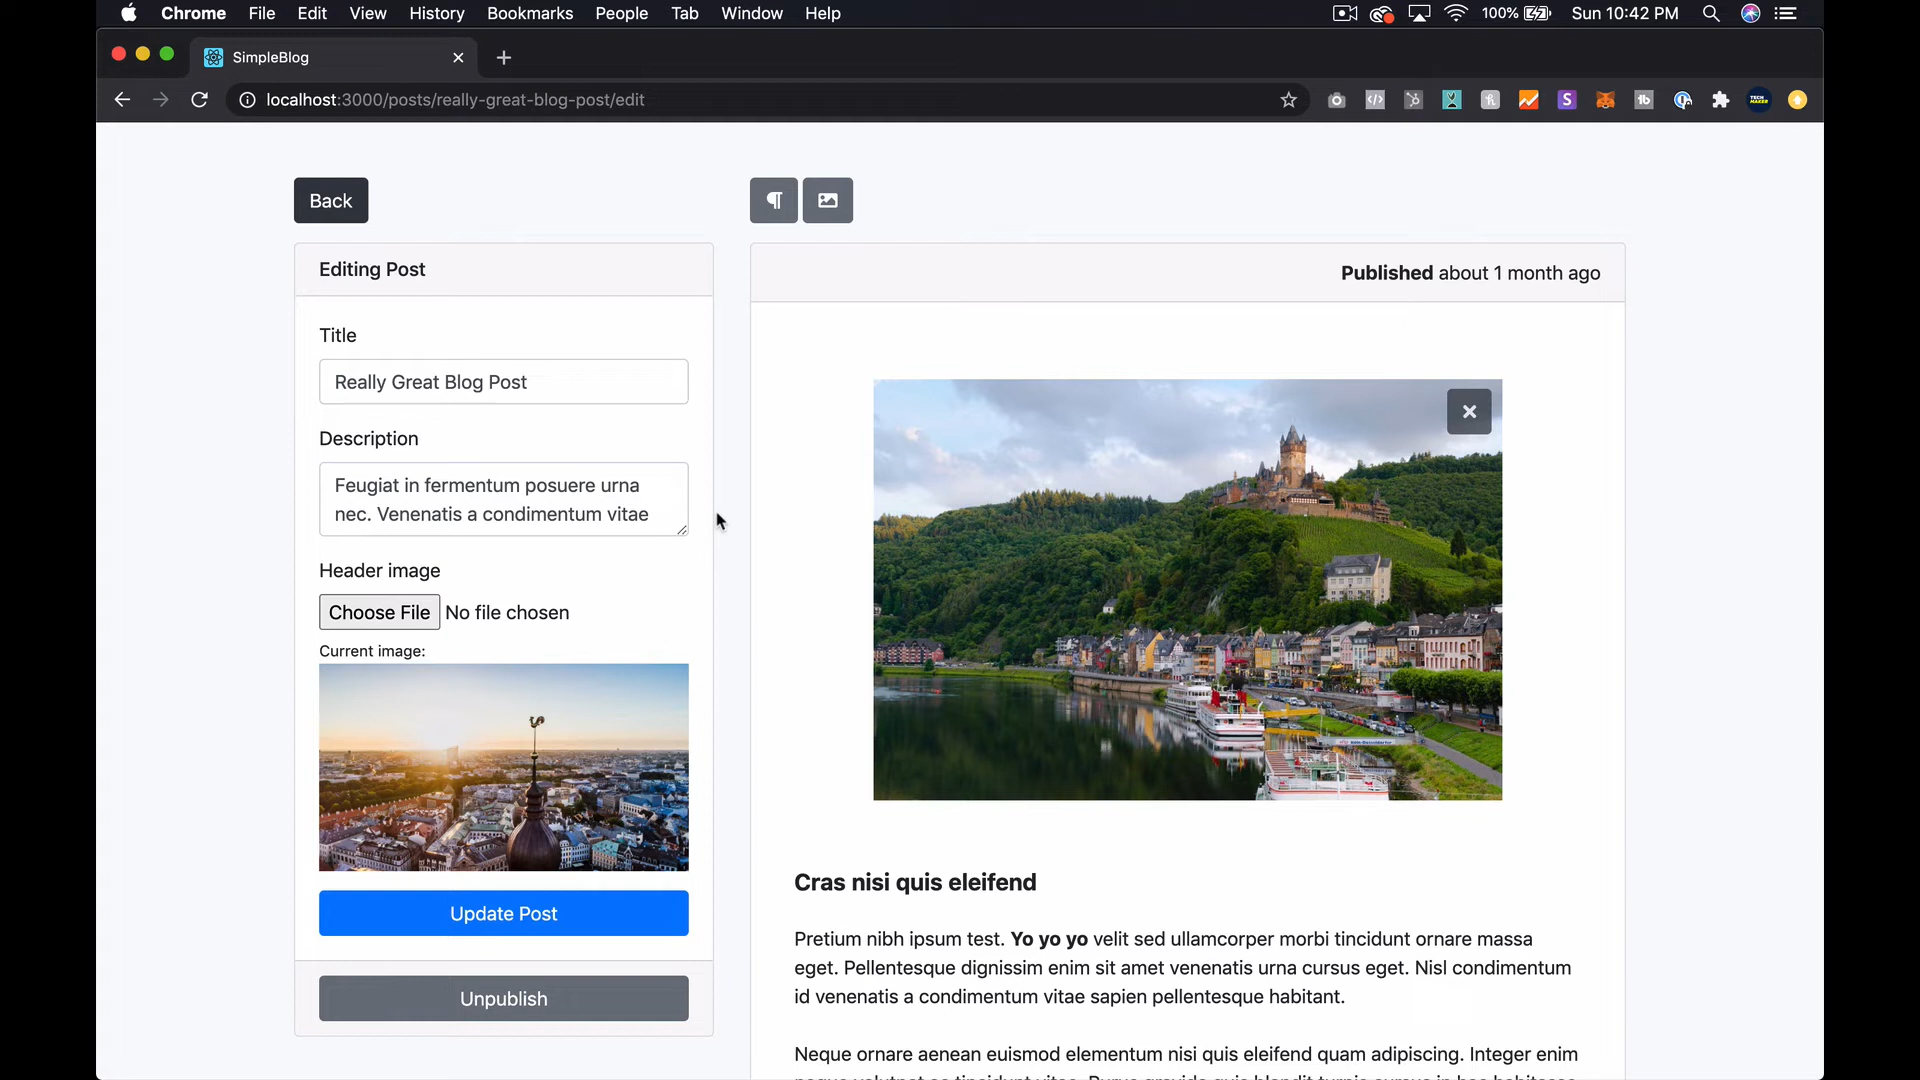 Chrome File Edit View History Bookmarks People Tab Window Help 100% Sun 10:42 PM
SimpleBlog
localhost:3000/posts/really-great-blog-post/edit
Back
Editing Post
Title
Really Great Blog Post
Description
Feugiat in fermentum posuere urna
nec. Venenatis a condimentum vitae
Header image
Choose File No file chosen
Current image:
Update Post
Unpublish
Published about 1 month ago
Cras nisi quis eleifend
Pretium nibh ipsum test. Yo yo yo velit sed ullamcorper morbi tincidunt ornare massa
eget. Pellentesque dignissim enim sit amet venenatis urna cursus eget. Nisl condimentum
id venenatis a condimentum vitae sapien pellentesque habitant.
Neque ornare aenean euismod elementum nisi quis eleifend quam adipiscing. Integer enim